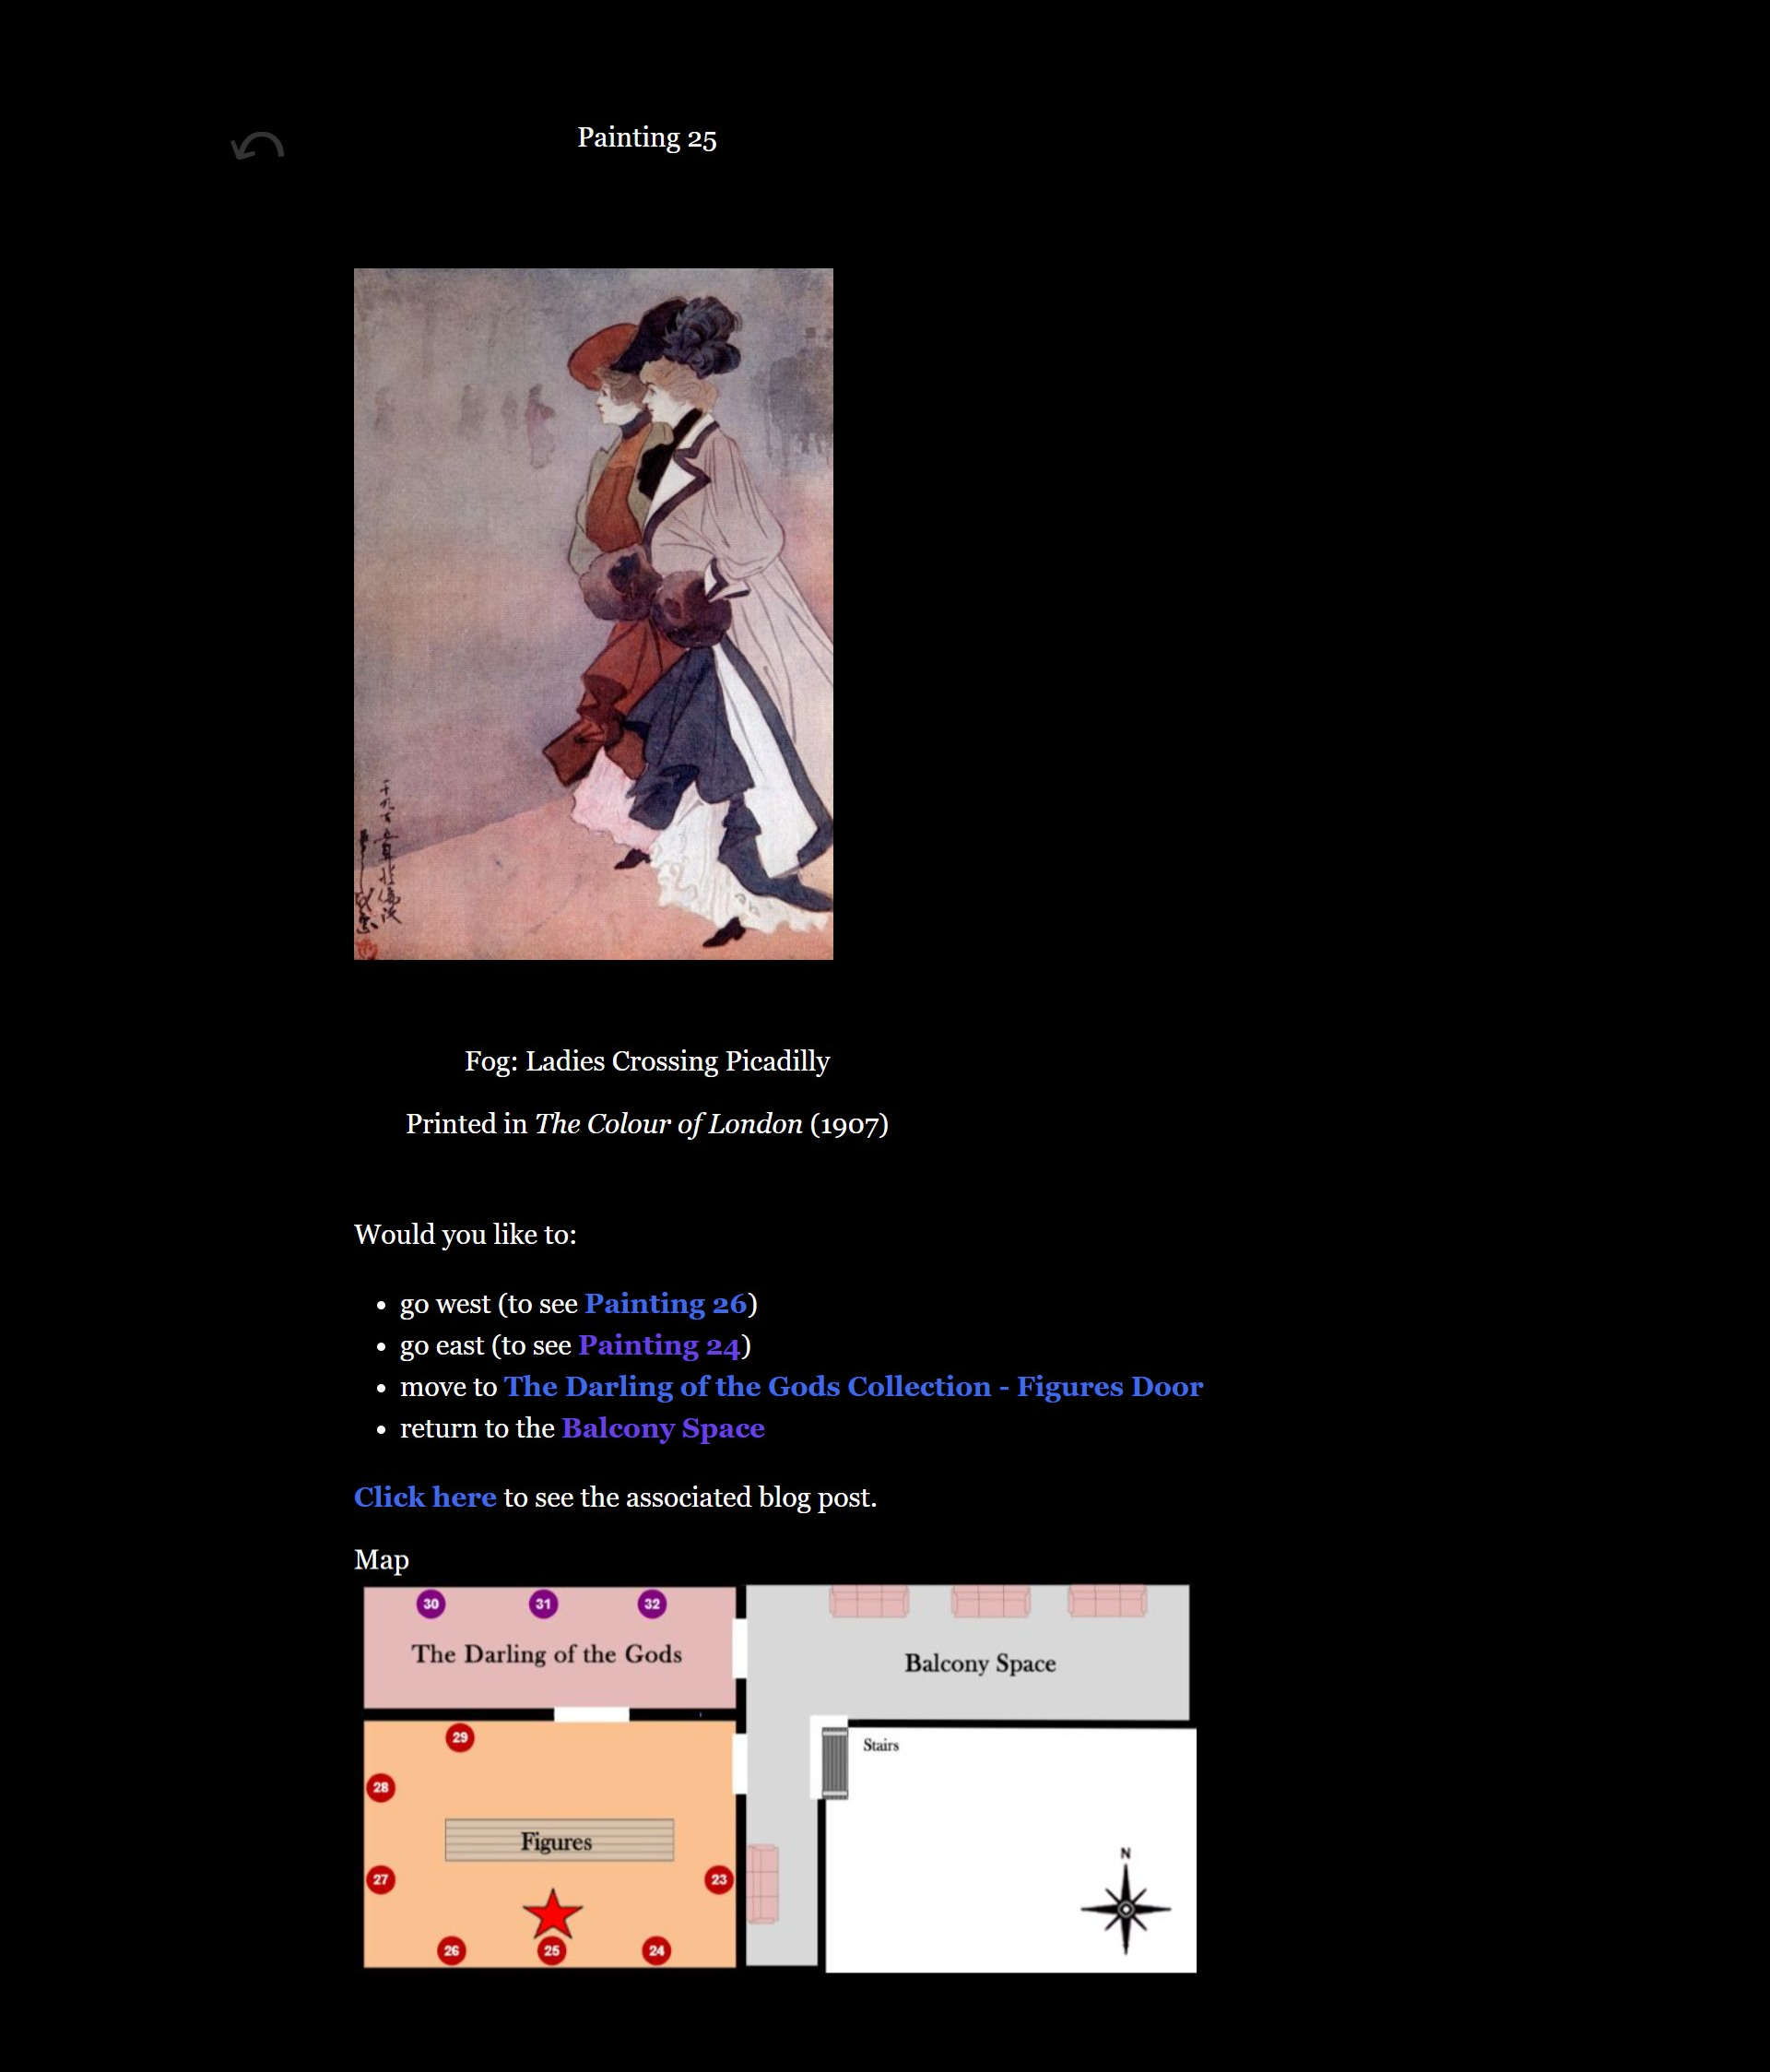 Painting 25
Fog: Ladies Crossing Picadilly
Printed in The Colour of London (1907)
Would you like to:
go west (to see Painting 26)
go east (to see Painting 24)
move to The Darling of the Gods Collection - Figures Door
return to the Balcony Space
Click here to see the associated blog post.
Map
30 31 32
The Darling of the Gods
Balcony Space
29
Stairs
28
Figures
N
27
23
26
25
24